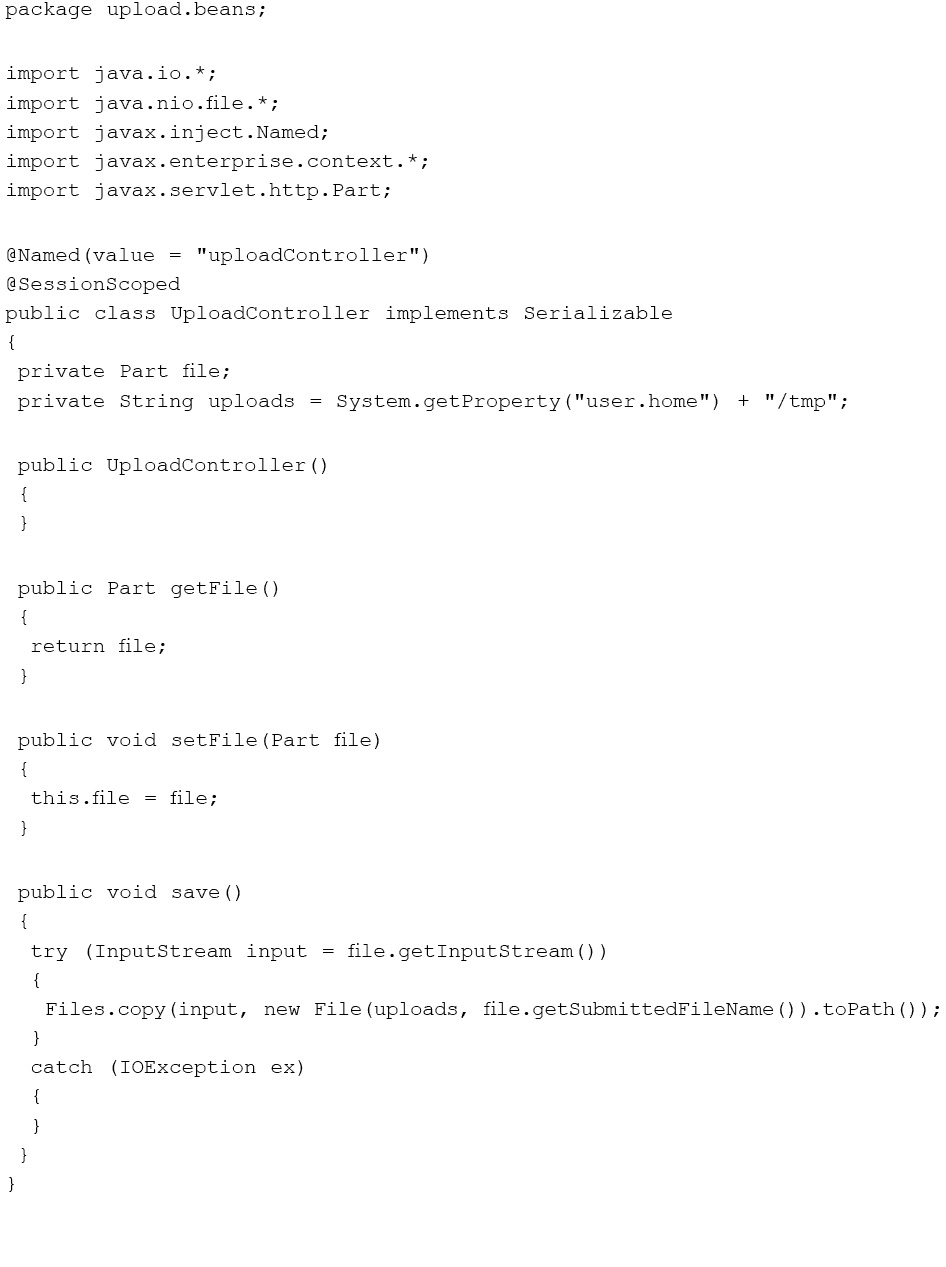 package upload.beans;
import java.io.*;
import java.nio.file.*;
import javax.inject.Named;
import javax.enterprise.context.*;
import javax.servlet.http.Part;
@Named(value = "uploadController")
@SessionScoped
public class UploadController implements Serializable
{
private Part file;
private String uploads = System.getProperty("user.home") + "/tmp";
public UploadController()
{
}
public Part getFile()
{
return file;
}
public void setFile(Part file)
{
this.file = file;
}
public void save()
{
try (InputStream input = file.getInputStream())
{
Files.copy(input, new File(uploads, file.getSubmittedFileName()).toPath());
}
catch (IOException ex)
{
}
}
}